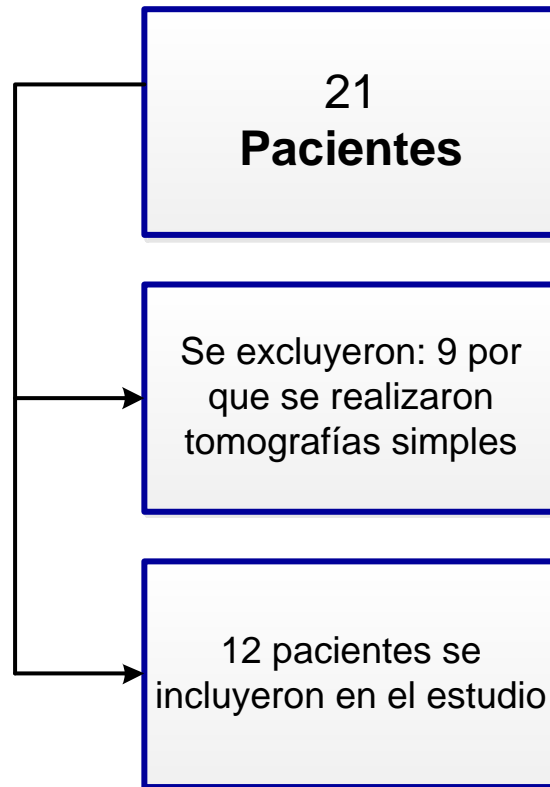 21
Pacientes
Se excluyeron: 9 por
que se realizaron
tomografías simples
12 pacientes se
incluyeron en el estudio